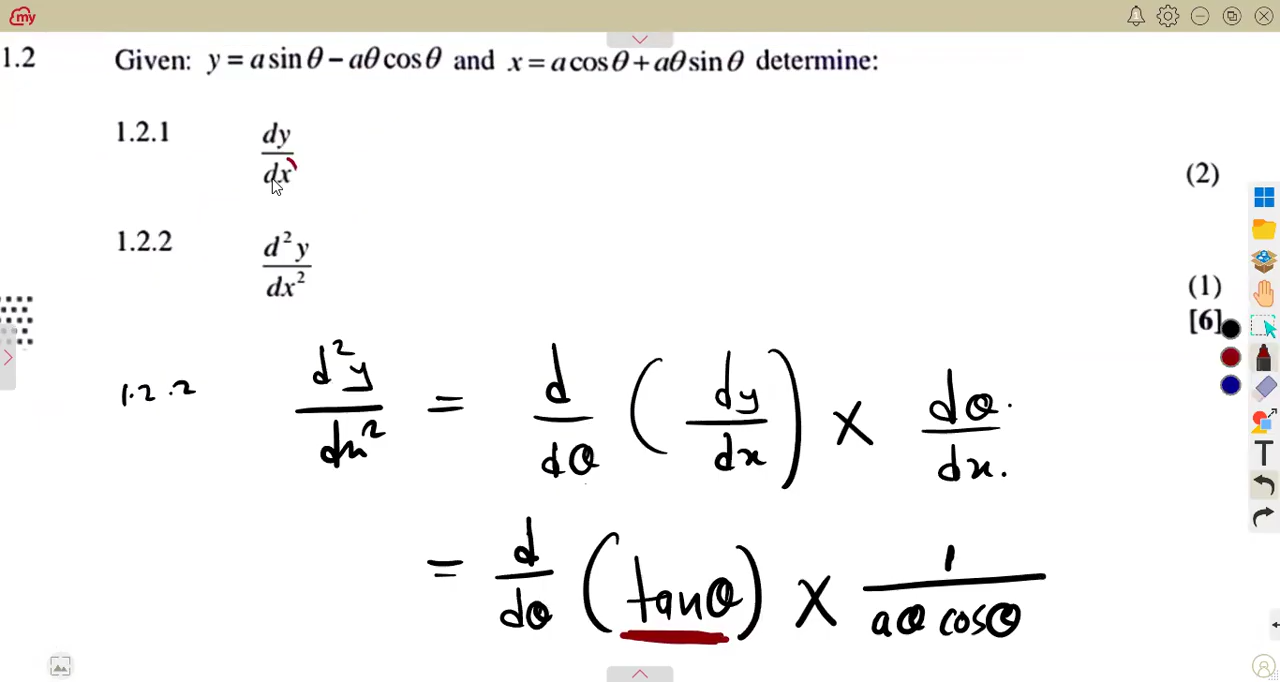 my
1.2 Given: y = a sin θ − aθ cos θ and x = a cos θ + aθ sin θ determine:
1.2.1 dy/dx (2)
1.2.2 d²y/dx² (1)
[6]
1.2.2 d²y/dx² = d/dθ (dy/dx) × dθ/dx.
= d/dθ (tanθ) × 1/(aθ cosθ)
T